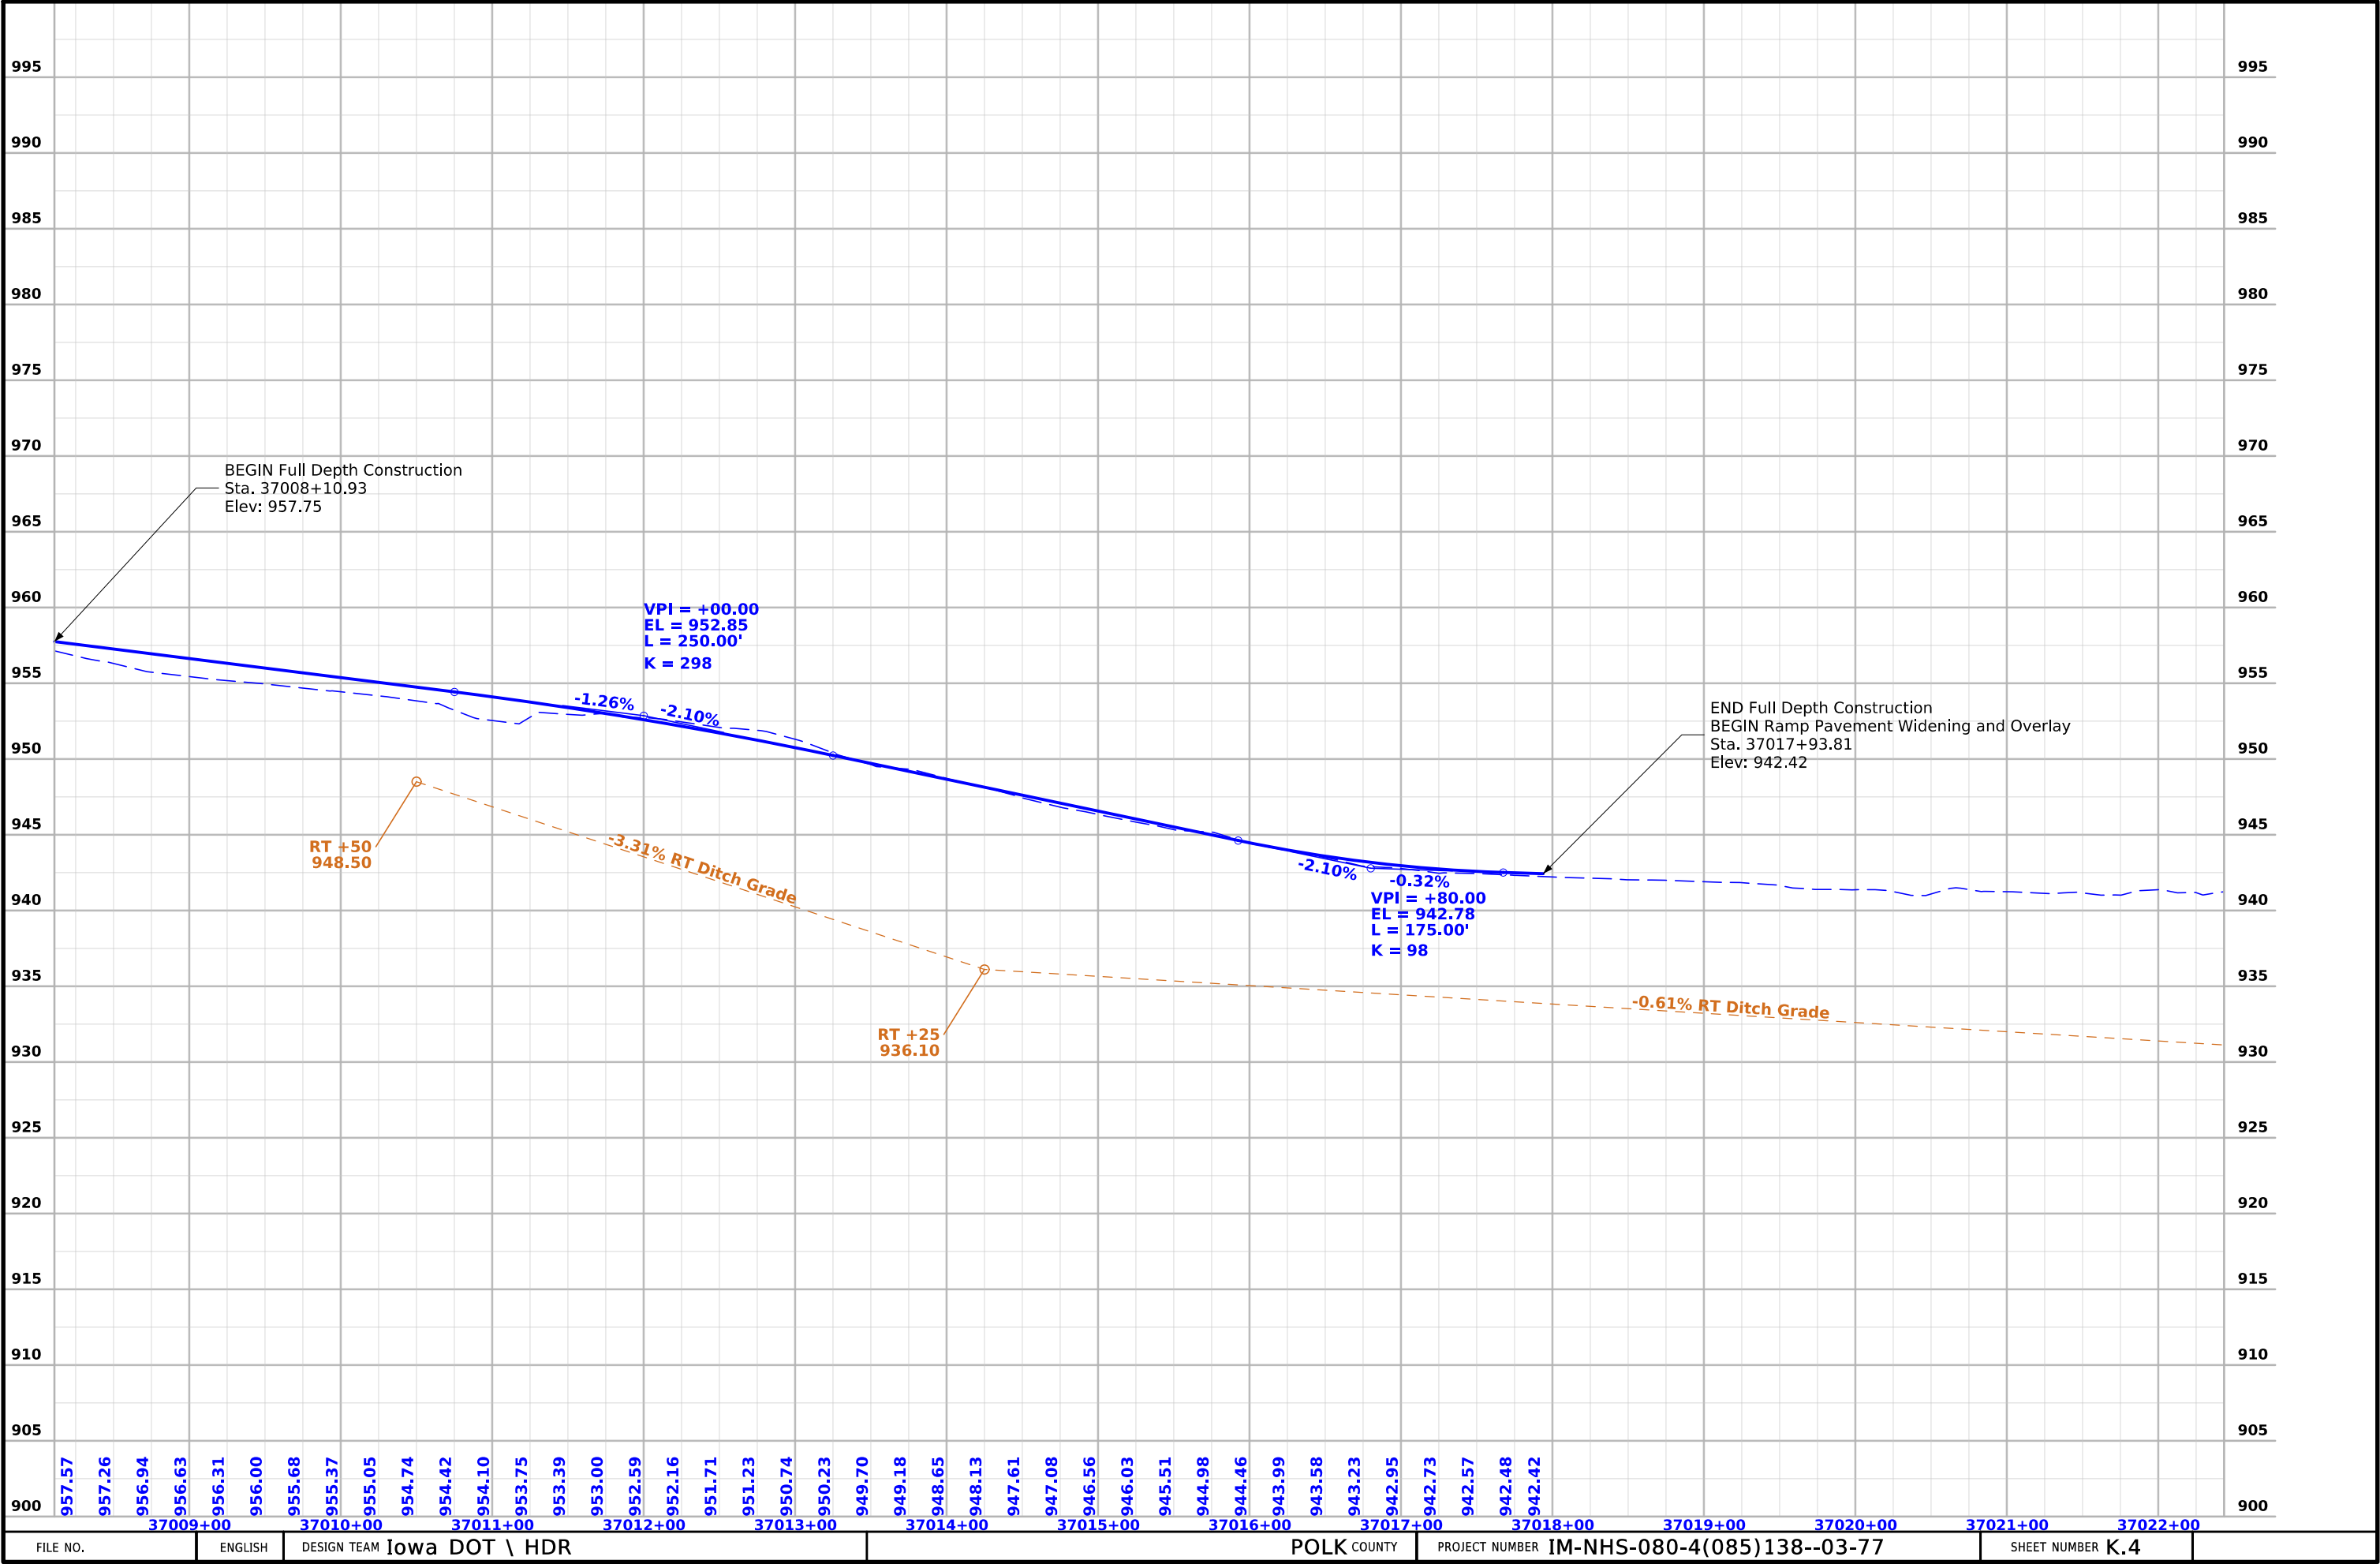 995 995
990 990
985 985
980 980
975 975
970 970
BEGIN Full Depth Construction
Sta. 37008+10.93
Elev: 957.75
965 965
960 960
VPI = +00.00
EL = 952.85
L = 250.00'
K = 298
955 955
-1.26%
-2.10%
END Full Depth Construction
BEGIN Ramp Pavement Widening and Overlay
Sta. 37017+93.81
Elev: 942.42
950 950
945 945
RT +50
948.50
-3.31% RT Ditch Grade
-2.10%
-0.32%
VPI = +80.00
EL = 942.78
L = 175.00'
K = 98
940 940
935 935
-0.61% RT Ditch Grade
RT +25
936.10
930 930
925 925
920 920
915 915
910 910
905 905
957.57 957.26 956.94 956.63 956.31 956.00 955.68 955.37 955.05 954.74 954.42 954.10 953.75 953.39 953.00 952.59 952.16 951.71 951.23 950.74 950.23 949.70 949.18 948.65 948.13 947.61 947.08 946.56 946.03 945.51 944.98 944.46 943.99 943.58 943.23 942.95 942.73 942.57 942.48 942.42
900 900
37009+00 37010+00 37011+00 37012+00 37013+00 37014+00 37015+00 37016+00 37017+00 37018+00 37019+00 37020+00 37021+00 37022+00
FILE NO. ENGLISH DESIGN TEAM Iowa DOT \ HDR POLK COUNTY PROJECT NUMBER IM-NHS-080-4(085)138--03-77 SHEET NUMBER K.4